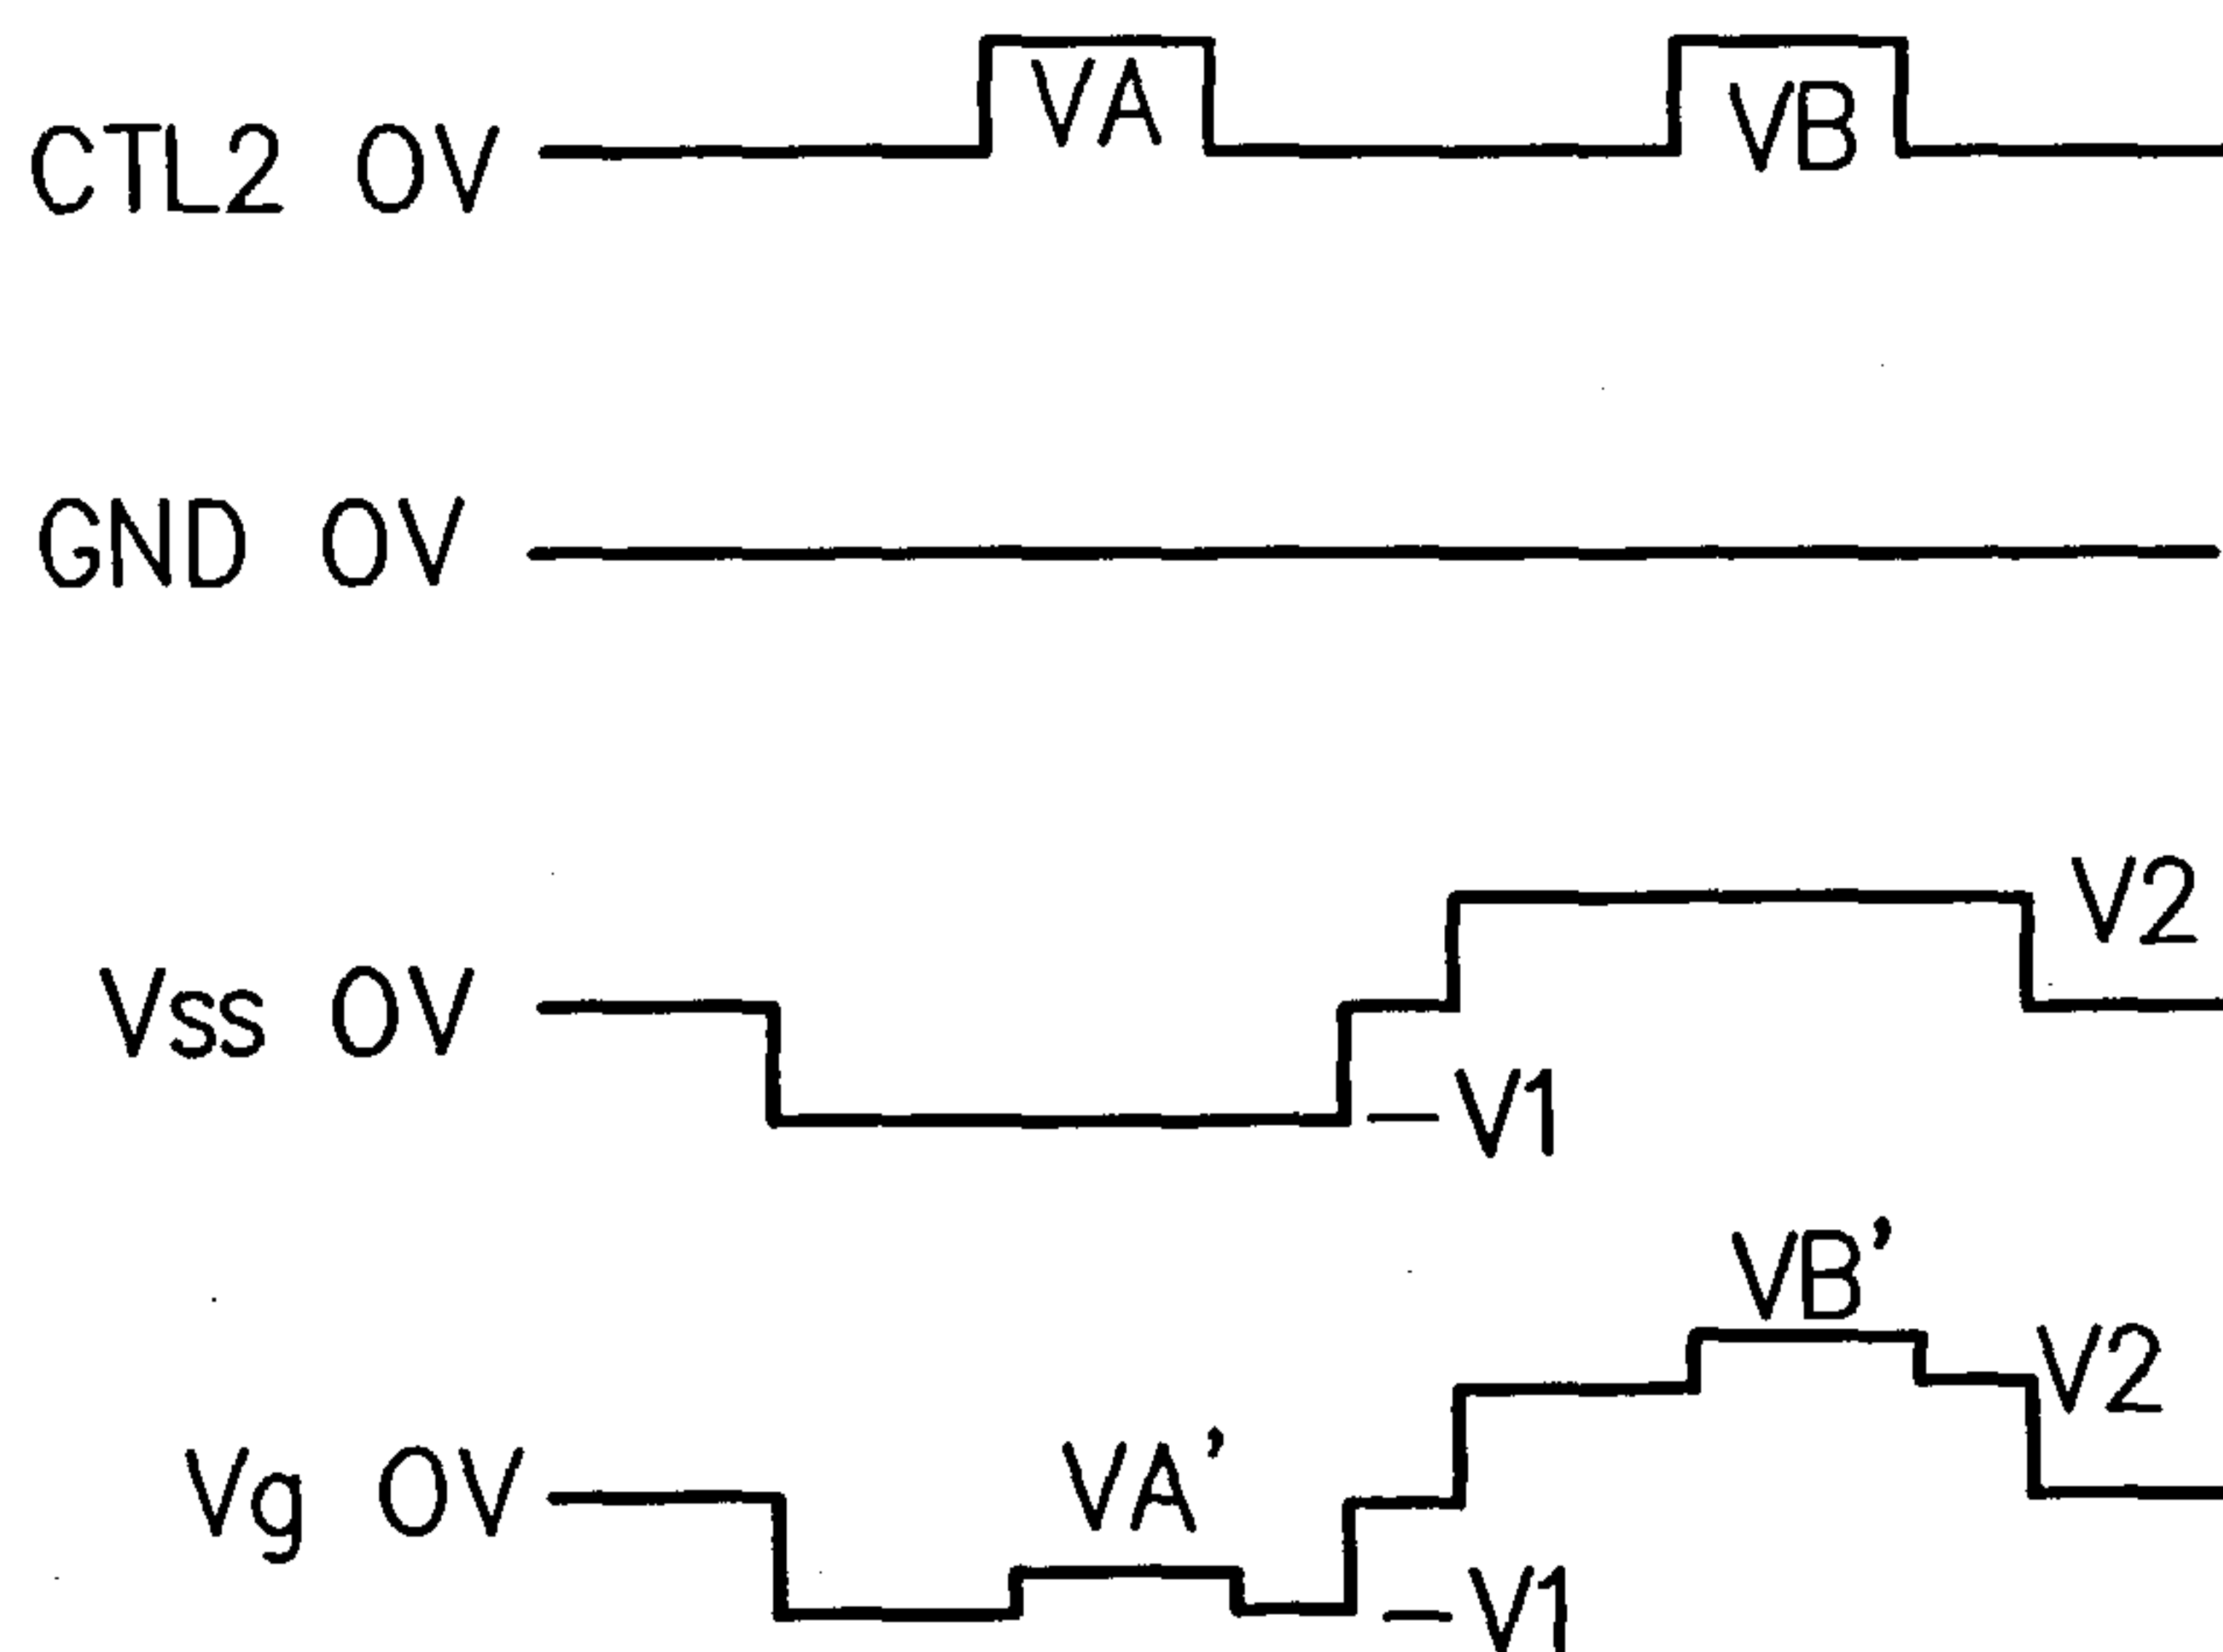 CTL2 0V VA VB
GND 0V
V2
Vss 0V
-V1
VB'
V2
Vg 0V VA'
-V1